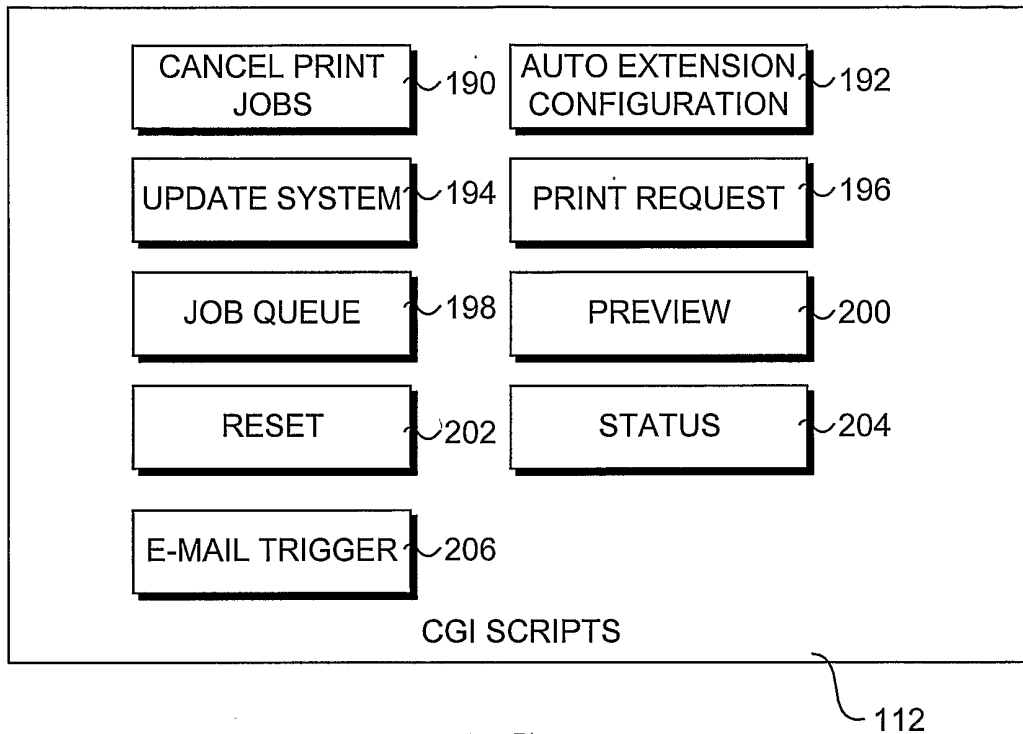 CANCEL PRINT
JOBS
190
AUTO EXTENSION
CONFIGURATION
192
UPDATE SYSTEM
194
PRINT REQUEST
196
JOB QUEUE
198
PREVIEW
200
RESET
202
STATUS
204
E-MAIL TRIGGER
206
CGI SCRIPTS
112